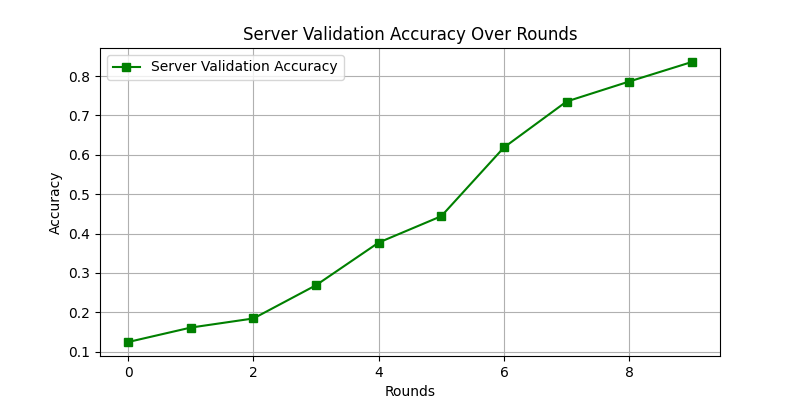 Server Validation Accuracy Over Rounds
Server Validation Accuracy
0.8
0.7
0.6
0.5
0.4
0.3
0.2
0.1
Accuracy
0 2 4 6 8
Rounds